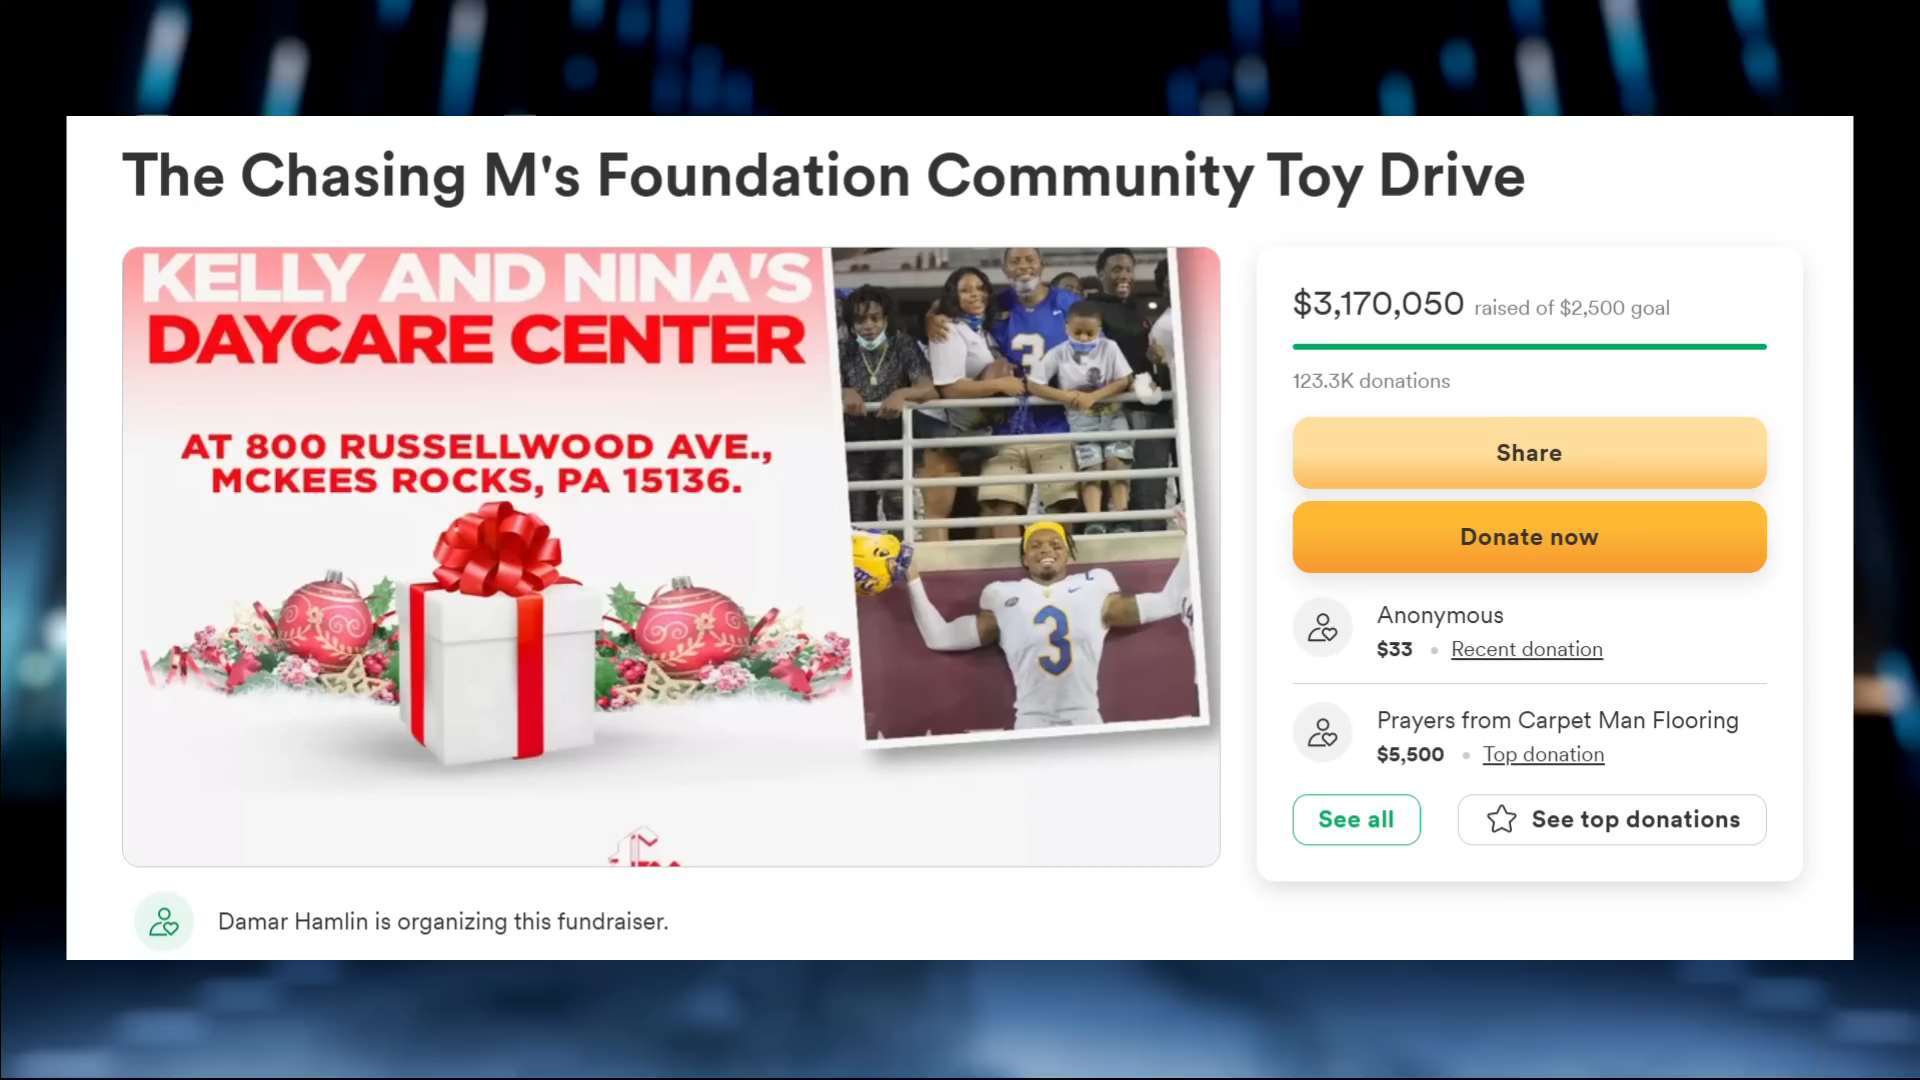 The Chasing M's Foundation Community Toy Drive
KELLY AND NINA'S
DAYCARE CENTER
AT 800 RUSSELLWOOD AVE.,
MCKEES ROCKS, PA 15136.
3
3
$3,170,050 raised of $2,500 goal
123.3K donations
Share
Donate now
Anonymous
$33 • Recent donation
Prayers from Carpet Man Flooring
$5,500 • Top donation
See all
See top donations
Damar Hamlin is organizing this fundraiser.